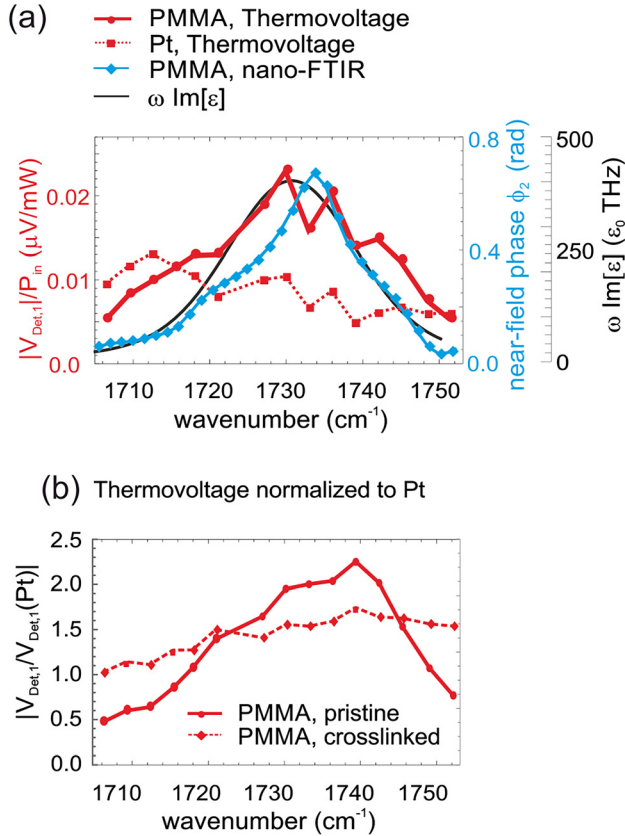 (a)
PMMA, Thermovoltage
Pt, Thermovoltage
PMMA, nano-FTIR
ω Im[ε]
|V_Det,1|/P_in (μV/mW)
0.02
0.01
0.0
0.8
0.4
0.0
near-field phase ϕ_2 (rad)
500
250
0
ω Im[ε] (ε_0 THz)
1710 1720 1730 1740 1750
wavenumber (cm⁻¹)
(b) Thermovoltage normalized to Pt
|V_Det,1/V_Det,1(Pt)|
2.5
2.0
1.5
1.0
0.5
0.0
PMMA, pristine
PMMA, crosslinked
1710 1720 1730 1740 1750
wavenumber (cm⁻¹)